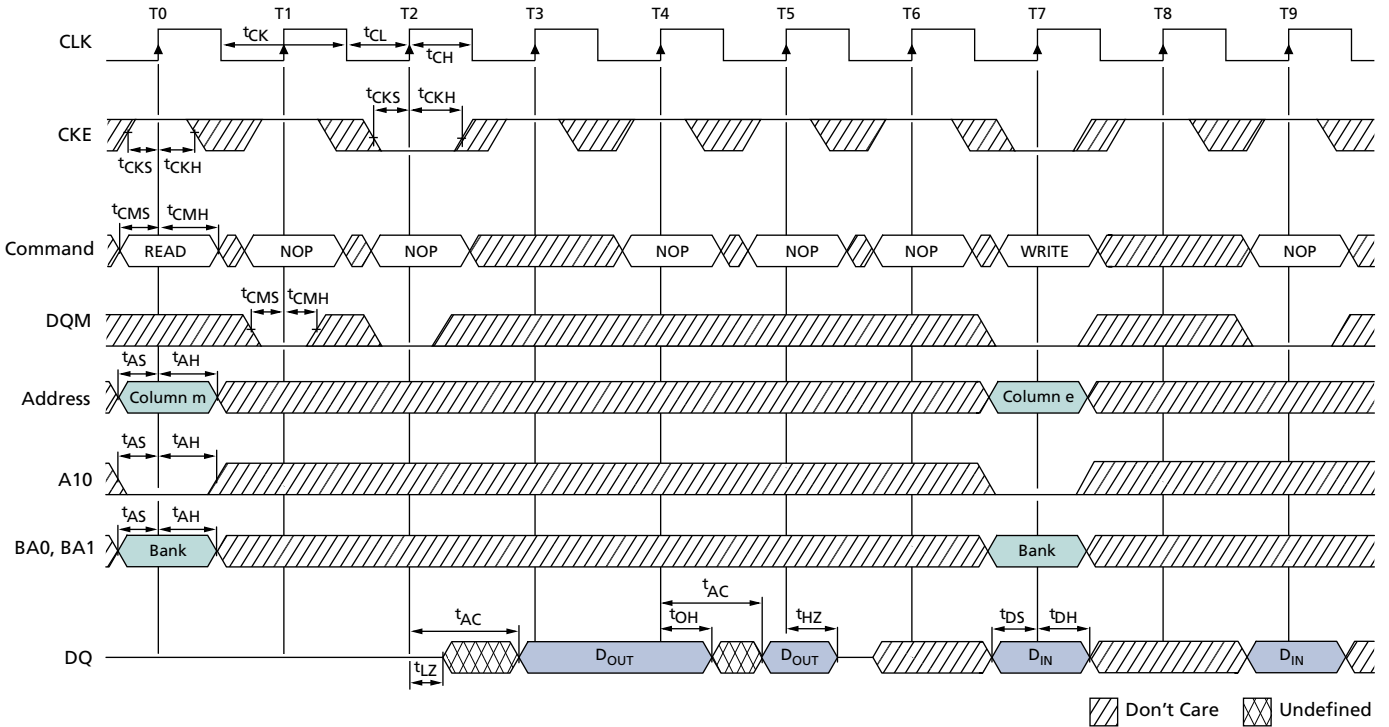 T0 T1 T2 T3 T4 T5 T6 T7 T8 T9
CLK tCK tCL tCH
CKE tCKS tCKH tCKS tCKH
tCMS tCMH
Command READ NOP NOP NOP NOP NOP WRITE NOP
tCMS tCMH
DQM
tAS tAH
Address Column m Column e
tAS tAH
A10
tAS tAH
BA0, BA1 Bank Bank
tAC tAC tOH tHZ tDS tDH
DQ DOUT DOUT DIN DIN
tLZ
Don't Care Undefined